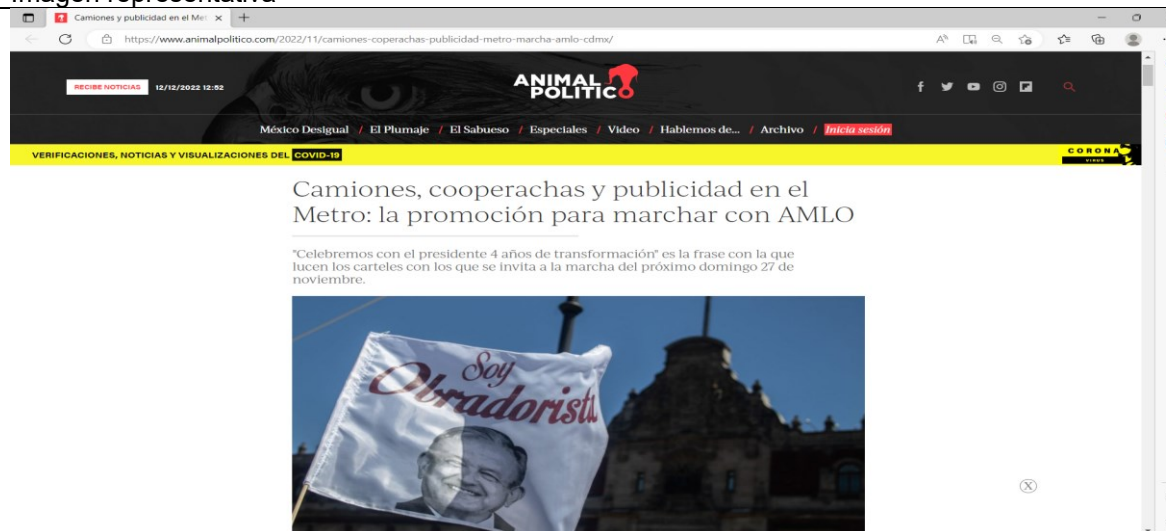 Imagen representativa
Camiones y publicidad en el Me
https://www.animalpolitico.com/2022/11/camiones-coperachas-publicidad-metro-marcha-amlo-cdmx/
ANIMAL
POLÍTICO
RECIBE NOTICIAS 12/12/2022 12:52
México Desigual / El Plumaje / El Sabueso / Especiales / Video / Hablemos de... / Archivo / Inicia sesión
VERIFICACIONES, NOTICIAS Y VISUALIZACIONES DEL COVID-19
CORONA
VIRUS
Camiones, cooperachas y publicidad en el
Metro: la promoción para marchar con AMLO
"Celebremos con el presidente 4 años de transformación" es la frase con la que
lucen los carteles con los que se invita a la marcha del próximo domingo 27 de
noviembre.
Soy
Obradorista